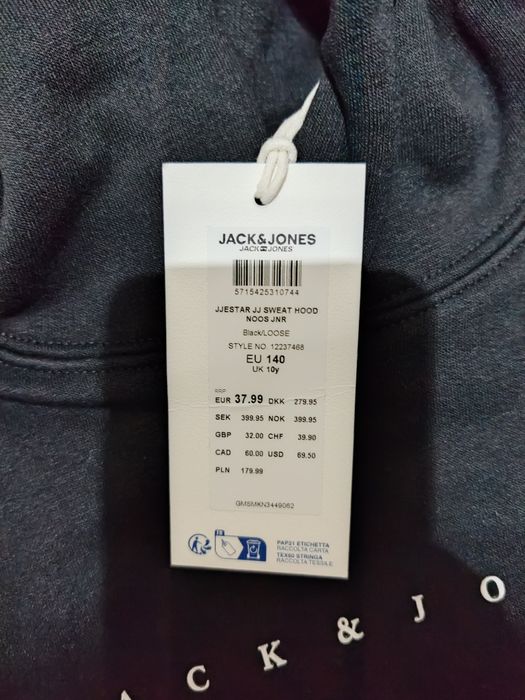 JACK&JONES
JACK & JONES
5715425310744
JJESTAR JJ SWEAT HOOD
NOOS JNR
Black/LOOSE
STYLE NO. 12237468
EU 140
UK 10y
RRP
EUR 37.99 DKK 279.95
SEK 399.95 NOK 399.95
GBP 32.00 CHF 39.90
CAD 60.00 USD 69.50
PLN 179.99
GMSMKN3449062
FR
PAP21 ETICHETTA
RACCOLTA CARTA
TEX60 STRINGA
RACCOLTA TESSILE
ACK & JO